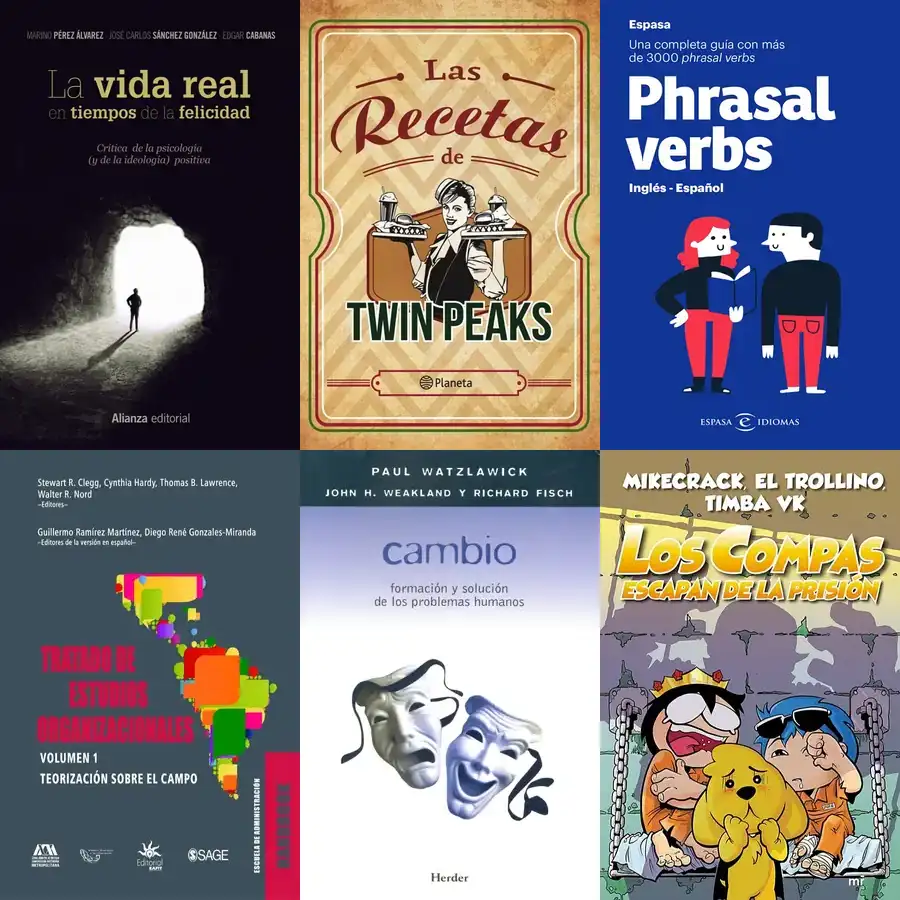 MARINO PÉREZ ÁLVAREZ JOSÉ CARLOS SÁNCHEZ GONZÁLEZ EDGAR CABANAS
La vida real
en tiempos de la felicidad
Crítica de la psicología
(y de la ideología) positiva
Alianza editorial
Las
Recetas
de
TWIN PEAKS
Planeta
Espasa
Una completa guía con más
de 3000 phrasal verbs
Phrasal
verbs
Inglés - Español
ESPASA e IDIOMAS
Stewart R. Clegg, Cynthia Hardy, Thomas B. Lawrence,
Walter R. Nord
–Editores–
Guillermo Ramírez Martínez, Diego René Gonzales-Miranda
–Editores de la versión en español–
TRATADO DE
ESTUDIOS
ORGANIZACIONALES
VOLUMEN 1
TEORIZACIÓN SOBRE EL CAMPO
ESCUELA DE ADMINISTRACIÓN
Editorial
EAFIT
SAGE
PAUL WATZLAWICK
JOHN H. WEAKLAND Y RICHARD FISCH
cambio
formación y solución
de los problemas humanos
Herder
MIKECRACK, EL TROLLINO
TIMBA VK
LOS COMPAS
ESCAPAN DE LA PRISIÓN
mr